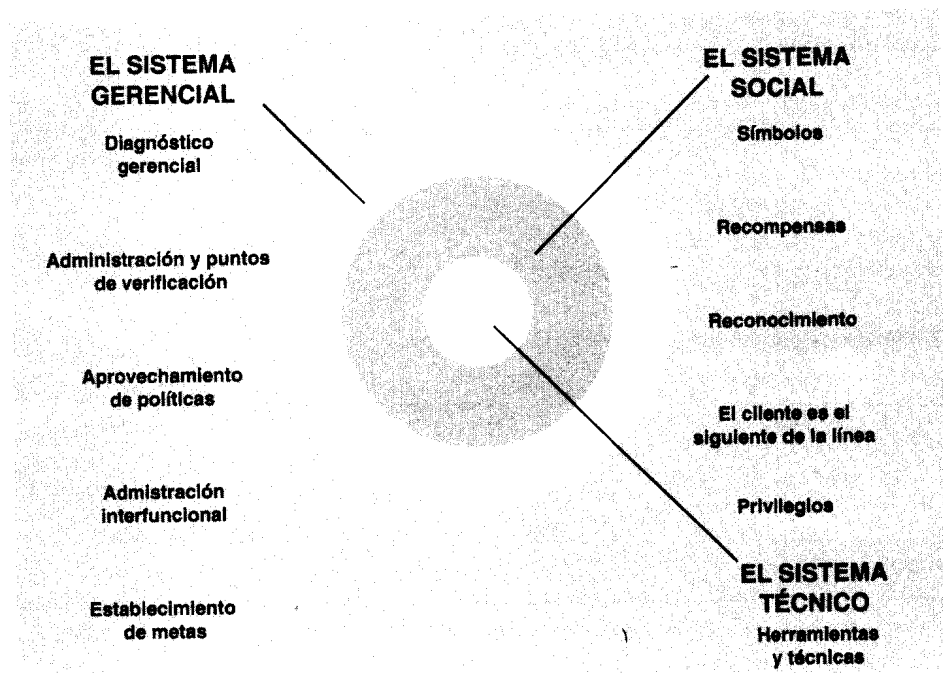 EL SISTEMA
GERENCIAL
Diagnóstico
gerencial
Administración y puntos
de verificación
Aprovechamiento
de políticas
Admistración
interfuncional
Establecimiento
de metas
EL SISTEMA
SOCIAL
Símbolos
Recompensas
Reconocimiento
El cliente es el
siguiente de la línea
Privilegios
EL SISTEMA
TÉCNICO
Herramientas
y técnicas